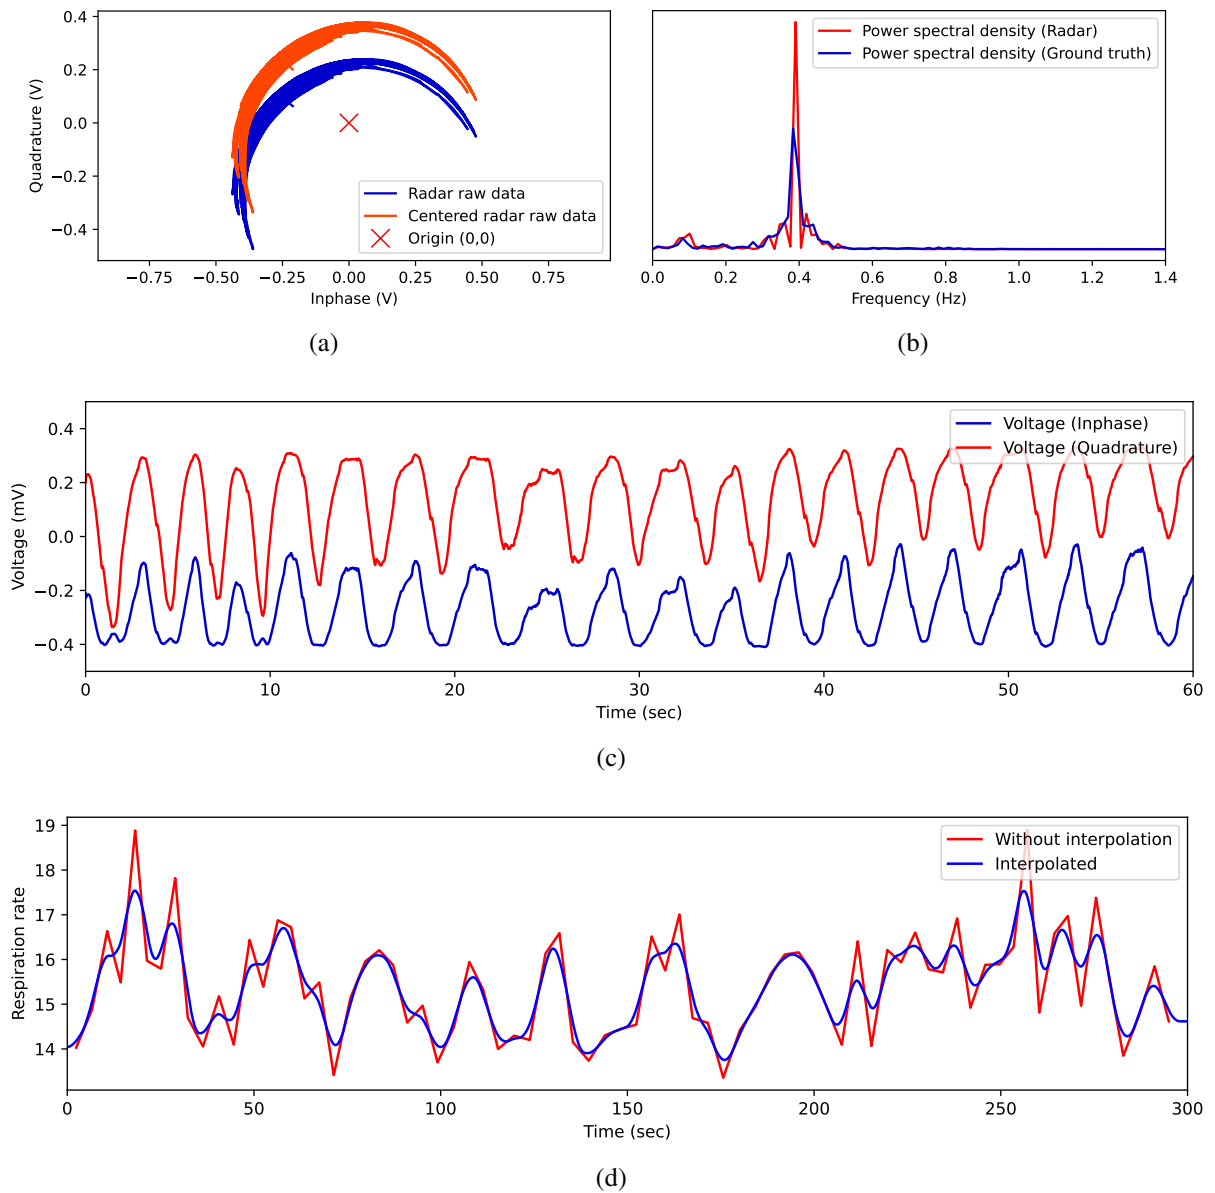 0.4
0.2
0.0
−0.2
−0.4
Quadrature (V)
Radar raw data
Centered radar raw data
Origin (0,0)
−0.75 −0.50 −0.25 0.00 0.25 0.50 0.75
Inphase (V)
(a)
Power spectral density (Radar)
Power spectral density (Ground truth)
0.0 0.2 0.4 0.6 0.8 1.0 1.2 1.4
Frequency (Hz)
(b)
0.4
0.2
0.0
−0.2
−0.4
Voltage (mV)
Voltage (Inphase)
Voltage (Quadrature)
0 10 20 30 40 50 60
Time (sec)
(c)
19
18
17
16
15
14
Respiration rate
Without interpolation
Interpolated
0 50 100 150 200 250 300
Time (sec)
(d)